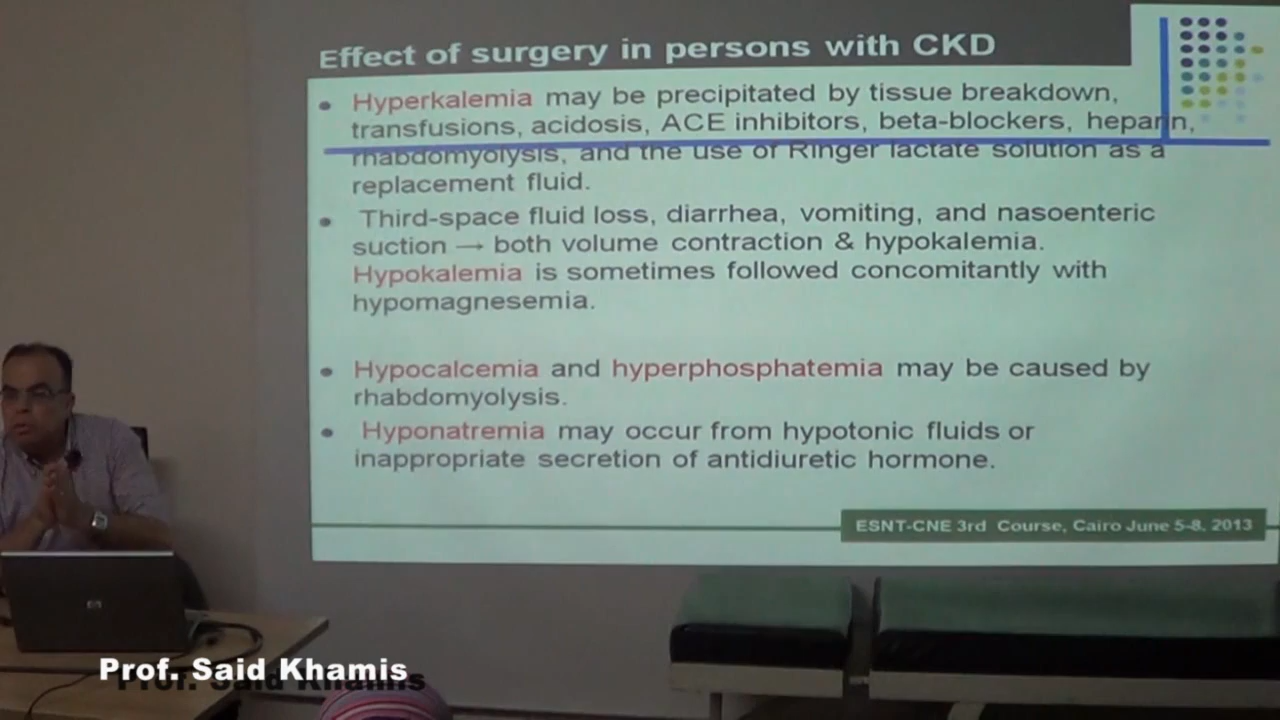 Effect of surgery in persons with CKD
• Hyperkalemia may be precipitated by tissue breakdown,
transfusions, acidosis, ACE inhibitors, beta-blockers, heparin,
rhabdomyolysis, and the use of Ringer lactate solution as a
replacement fluid.
• Third-space fluid loss, diarrhea, vomiting, and nasoenteric
suction → both volume contraction & hypokalemia.
Hypokalemia is sometimes followed concomitantly with
hypomagnesemia.
• Hypocalcemia and hyperphosphatemia may be caused by
rhabdomyolysis.
• Hyponatremia may occur from hypotonic fluids or
inappropriate secretion of antidiuretic hormone.
ESNT-CNE 3rd Course, Cairo June 5-8, 2013
hp
Prof. Said Khamis